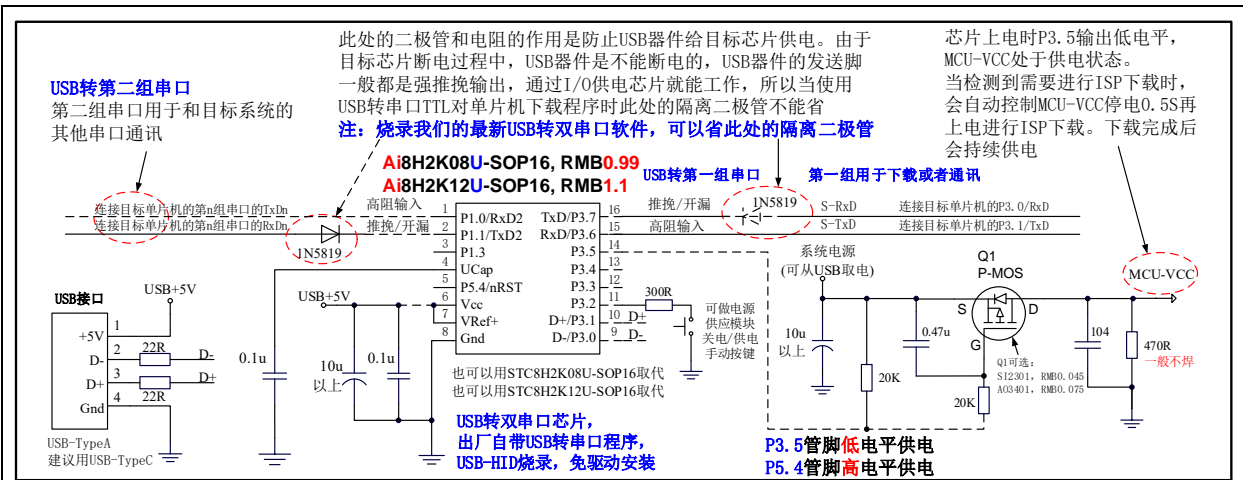 此处的二极管和电阻的作用是防止USB器件给目标芯片供电。由于
目标芯片断电过程中，USB器件是不能断电的，USB器件的发送脚
一般都是强推挽输出，通过I/O供电芯片就能工作，所以当使用
USB转串口TTL对单片机下载程序时此处的隔离二极管不能省
注：烧录我们的最新USB转双串口软件，可以省此处的隔离二极管
芯片上电时P3.5输出低电平，
MCU-VCC处于供电状态。
当检测到需要进行ISP下载时，
会自动控制MCU-VCC停电0.5S再
上电进行ISP下载。下载完成后
会持续供电
USB转第二组串口
第二组串口用于和目标系统的
其他串口通讯
Ai8H2K08U-SOP16, RMB0.99
Ai8H2K12U-SOP16, RMB1.1
USB转第一组串口
第一组用于下载或者通讯
连接目标单片机的第n组串口的TxDn
连接目标单片机的第n组串口的RxDn
高阻输入
推挽/开漏
1N5819
1
2
3
4
5
6
7
8
P1.0/RxD2
P1.1/TxD2
P1.3
UCap
P5.4/nRST
Vcc
VRef+
Gnd
TxD/P3.7
RxD/P3.6
P3.5
P3.4
P3.3
P3.2
D+/P3.1
D-/P3.0
16
15
14
13
12
11
10
9
推挽/开漏
高阻输入
1N5819
S-RxD
S-TxD
连接目标单片机的P3.0/RxD
连接目标单片机的P3.1/TxD
D+
D-
300R
可做电源
供应模块
关电/供电
手动按键
系统电源
(可从USB取电)
10u
以上
0.47u
20K
20K
Q1
P-MOS
S
D
G
Q1可选：
SI2301, RMB0.045
AO3401, RMB0.075
104
470R
一般不焊
MCU-VCC
USB接口
USB+5V
+5V
D-
D+
Gnd
1
2
3
4
22R
22R
D-
D+
USB-TypeA
建议用USB-TypeC
0.1u
USB+5V
10u
以上
0.1u
也可以用STC8H2K08U-SOP16取代
也可以用STC8H2K12U-SOP16取代
USB转双串口芯片，
出厂自带USB转串口程序，
USB-HID烧录，免驱动安装
P3.5管脚低电平供电
P5.4管脚高电平供电